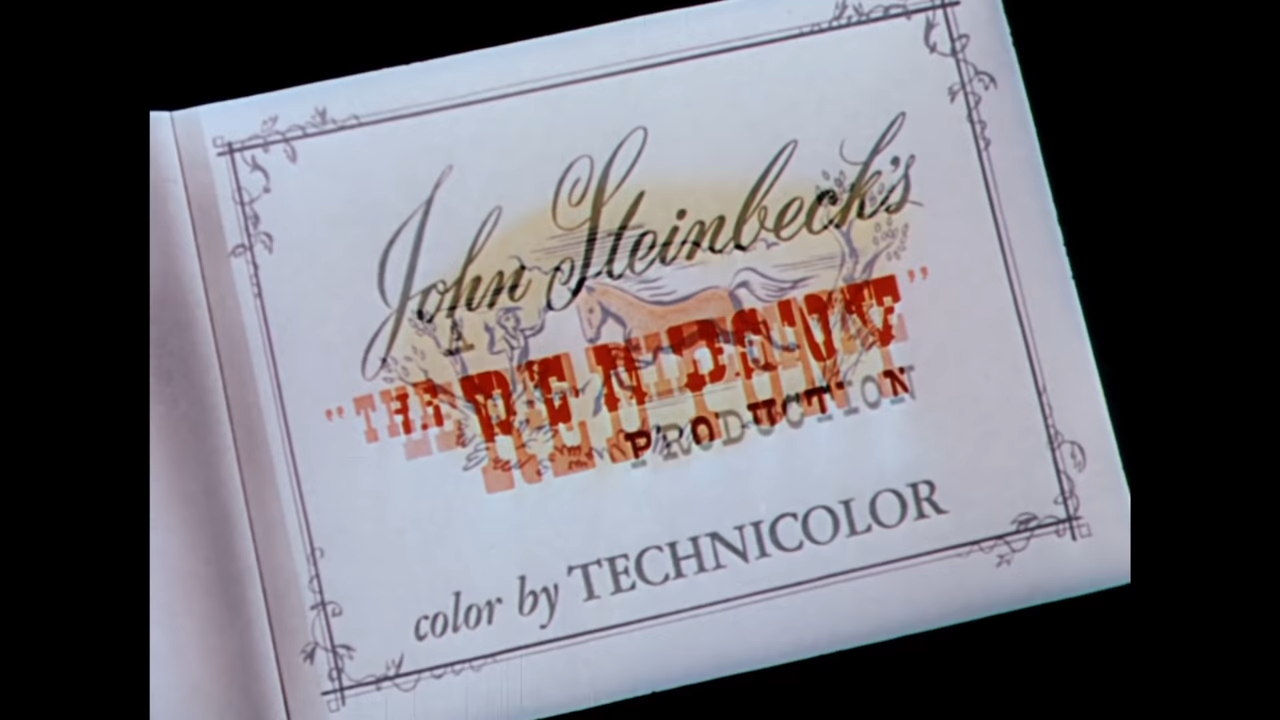 John Steinbeck's
A
"THE RED PONY"
PRODUCTION
color by TECHNICOLOR